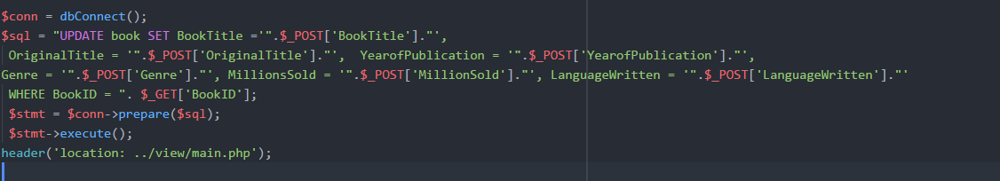 $conn = dbConnect();
$sql = "UPDATE book SET BookTitle ='".$_POST['BookTitle']."',
OriginalTitle = '".$_POST['OriginalTitle']."',  YearofPublication = '".$_POST['YearofPublication']."',
Genre = '".$_POST['Genre']."', MillionsSold = '".$_POST['MillionSold']."', LanguageWritten = '".$_POST['LanguageWritten']."'
WHERE BookID = ". $_GET['BookID'];
$stmt = $conn->prepare($sql);
$stmt->execute();
header('location: ../view/main.php');